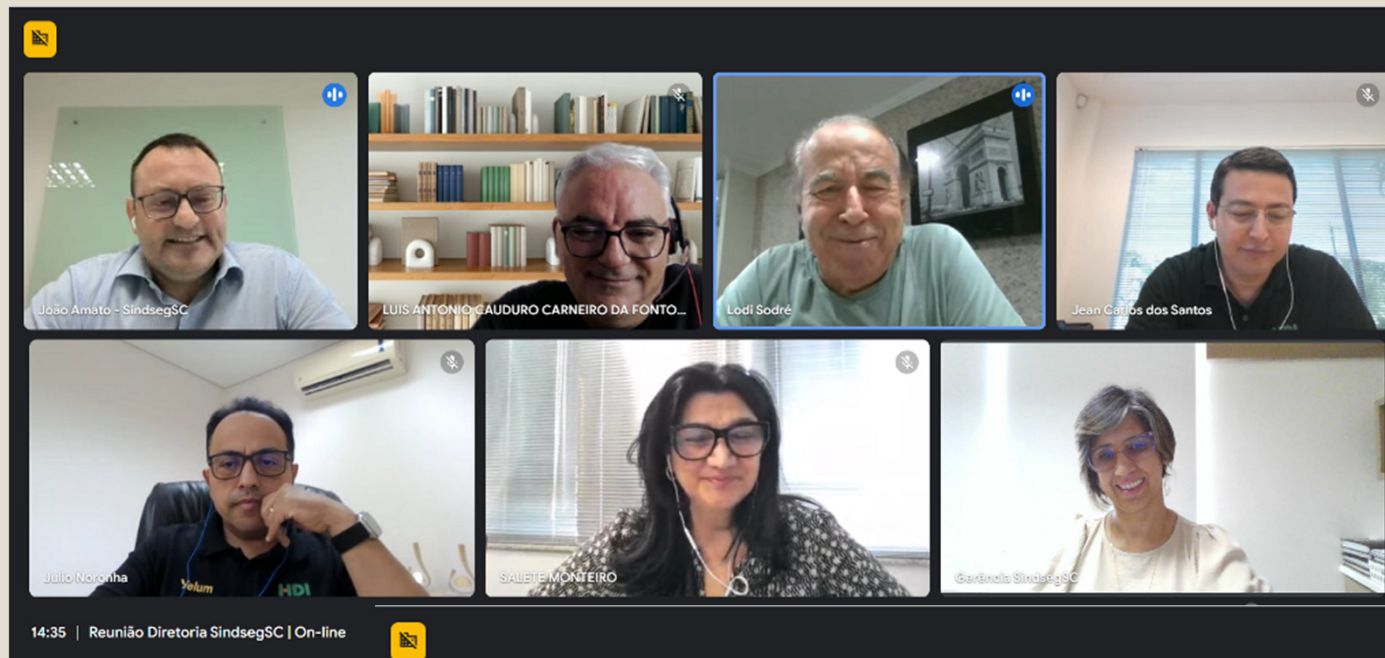 João Amato - SindsegSC
LUIS ANTONIO CAUDURO CARNEIRO DA FONTO...
Lodi Sodré
Jean Carlos dos Santos
Julio Noronha
Yelum
HDI
SALETE MONTEIRO
Gerência SindsegSC
14:35 | Reunião Diretoria SindsegSC | On-line